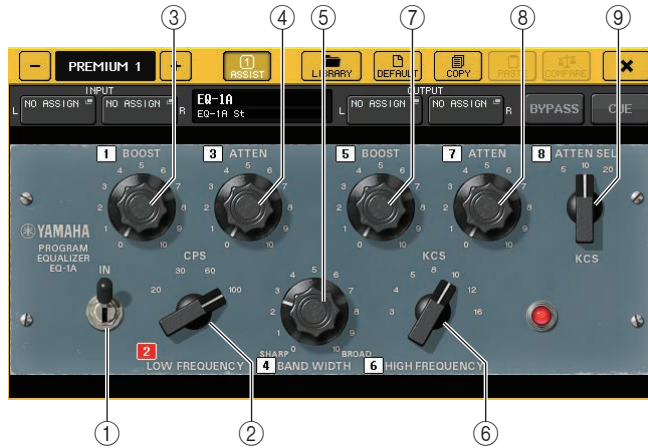 ③ ④ ⑤ ⑦ ⑧ ⑨
− PREMIUM 1 + 1 ASSIST LIBRARY DEFAULT COPY PASTE COMPARE ×
INPUT OUTPUT
L NO ASSIGN NO ASSIGN R EQ-1A L NO ASSIGN NO ASSIGN R BYPASS CUE
EQ-1A St
1 BOOST 3 ATTEN 5 BOOST 7 ATTEN 8 ATTEN SEL
0 1 2 3 4 5 6 7 8 9 10
0 1 2 3 4 5 6 7 8 9 10
0 1 2 3 4 5 6 7 8 9 10
0 1 2 3 4 5 6 7 8 9 10
5 10 20
KCS
YAMAHA
PROGRAM
EQUALIZER
EQ-1A
IN
CPS
20 30 60 100
0 1 2 3 4 5 6 7 8 9 10
SHARP BROAD
KCS
3 4 5 8 10 12 16
2 LOW FREQUENCY 4 BAND WIDTH 6 HIGH FREQUENCY
① ② ⑥